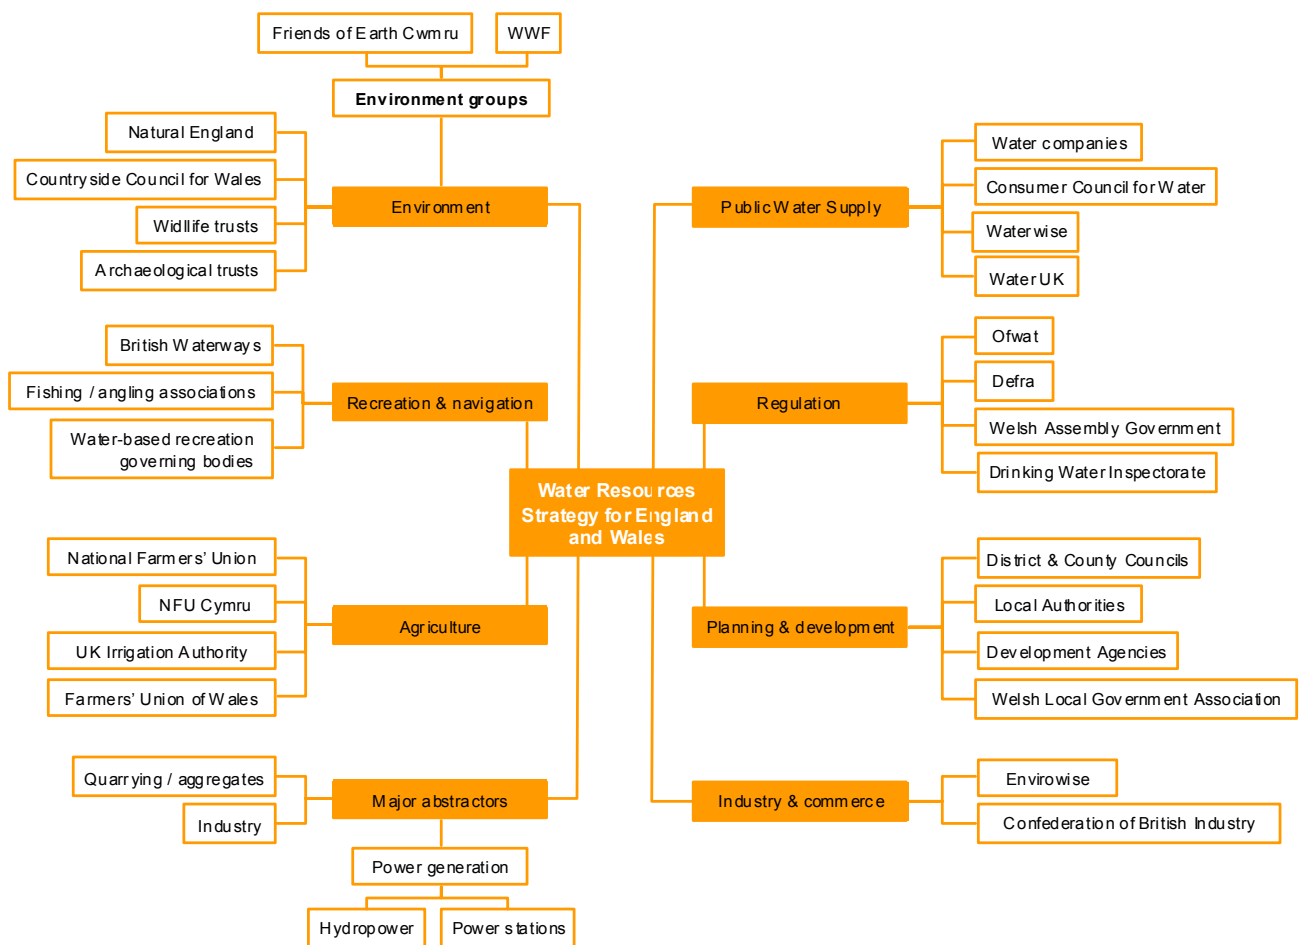 Friends of Earth Cwmru
WWF
Environment groups
Natural England
Countryside Council for Wales
Widllife trusts
Archaeological trusts
Environment
British Waterways
Fishing / angling associations
Water-based recreation
governing bodies
Recreation & navigation
National Farmers' Union
NFU Cymru
UK Irrigation Authority
Farmers' Union of Wales
Agriculture
Quarrying / aggregates
Industry
Major abstractors
Power generation
Hydropower
Power stations
Water Resources
Strategy for England
and Wales
Public Water Supply
Water companies
Consumer Council for Water
Waterwise
Water UK
Regulation
Ofwat
Defra
Welsh Assembly Government
Drinking Water Inspectorate
Planning & development
District & County Councils
Local Authorities
Development Agencies
Welsh Local Government Association
Industry & commerce
Envirowise
Confederation of British Industry